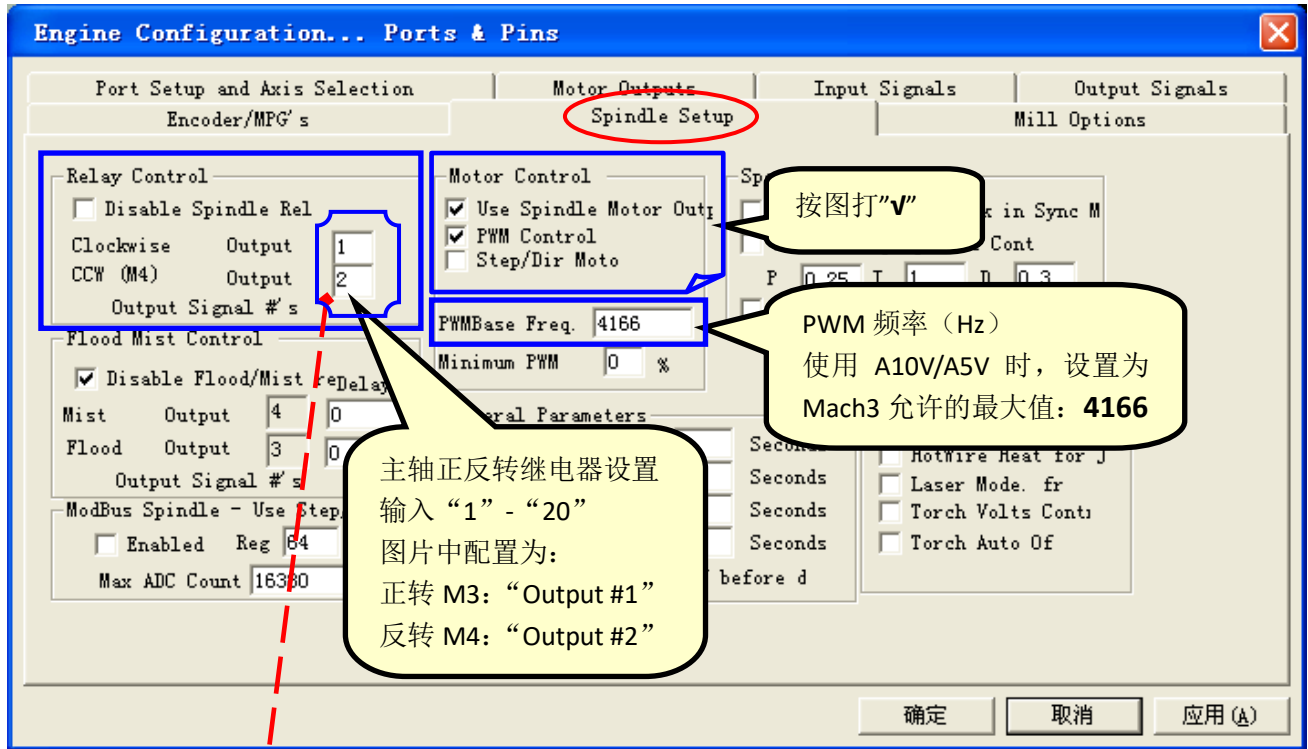 Engine Configuration... Ports & Pins
Port Setup and Axis Selection
Motor Outputs
Input Signals
Output Signals
Encoder/MPG's
Spindle Setup
Mill Options
Relay Control
Disable Spindle Rel
Clockwise Output 1
CCW (M4) Output 2
Output Signal #'s
Motor Control
Use Spindle Motor Outp
PWM Control
Step/Dir Moto
PWMBase Freq. 4166
Minimum PWM 0 %
Sp
in Sync M
Cont
P 0.25 I 1 D 0.3
按图打"√"
PWM 频率（Hz）
使用 A10V/A5V 时，设置为
Mach3 允许的最大值：4166
Flood Mist Control
Disable Flood/Mist re
Delay
Mist Output 4 0
Flood Output 3 0
Output Signal #'s
ModBus Spindle - Use Step
Enabled Reg 64
Max ADC Count 16380
Parameters
Seconds
Seconds
Seconds
Seconds
before d
HotWire Heat for J
Laser Mode. fr
Torch Volts Contr
Torch Auto Of
主轴正反转继电器设置
输入“1”-“20”
图片中配置为：
正转 M3：“Output #1”
反转 M4：“Output #2”
确定
取消
应用(A)